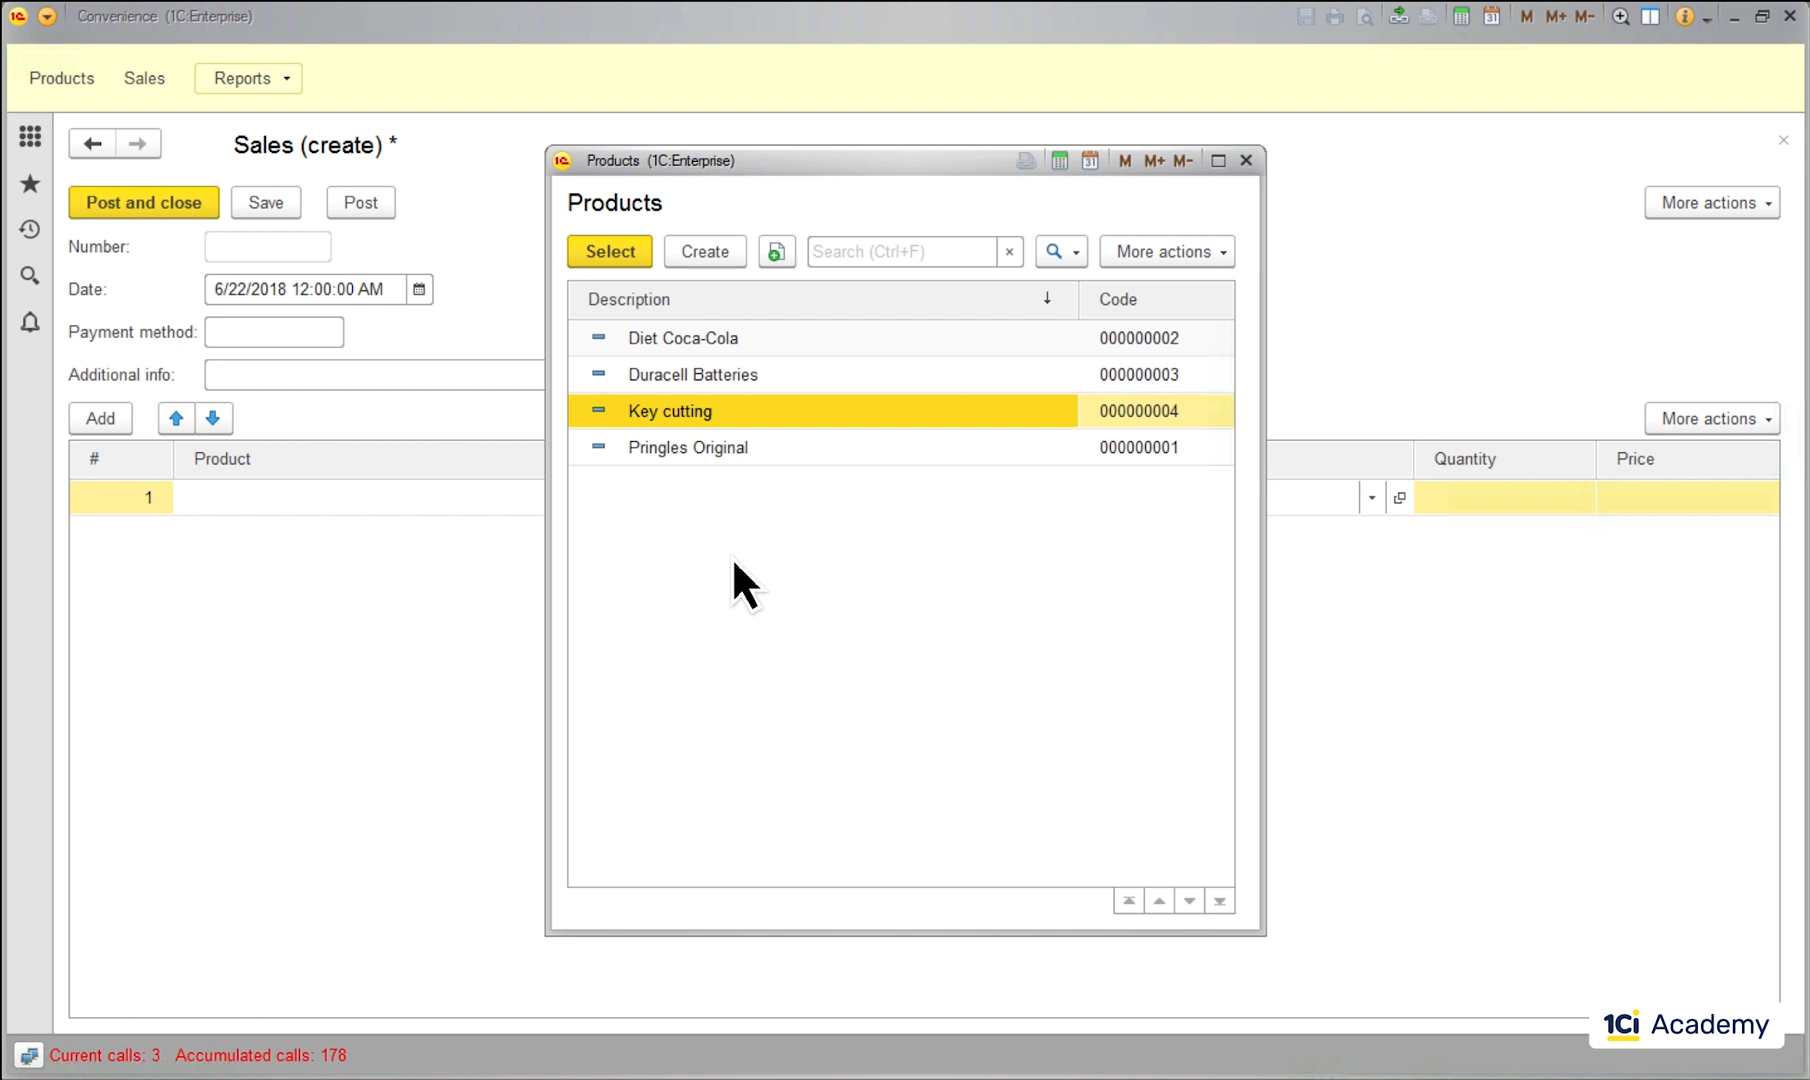 Convenience (1C:Enterprise)
31 M M+ M-
Products Sales Reports
Sales (create) *
Post and close Save Post More actions
Number:
Date: 6/22/2018 12:00:00 AM
Payment method:
Additional info:
Add More actions
# Product Quantity Price
1
Products (1C:Enterprise) 31 M M+ M-
Products
Select Create Search (Ctrl+F) × More actions
Description Code
Diet Coca-Cola 000000002
Duracell Batteries 000000003
Key cutting 000000004
Pringles Original 000000001
1Ci Academy
Current calls: 3 Accumulated calls: 178